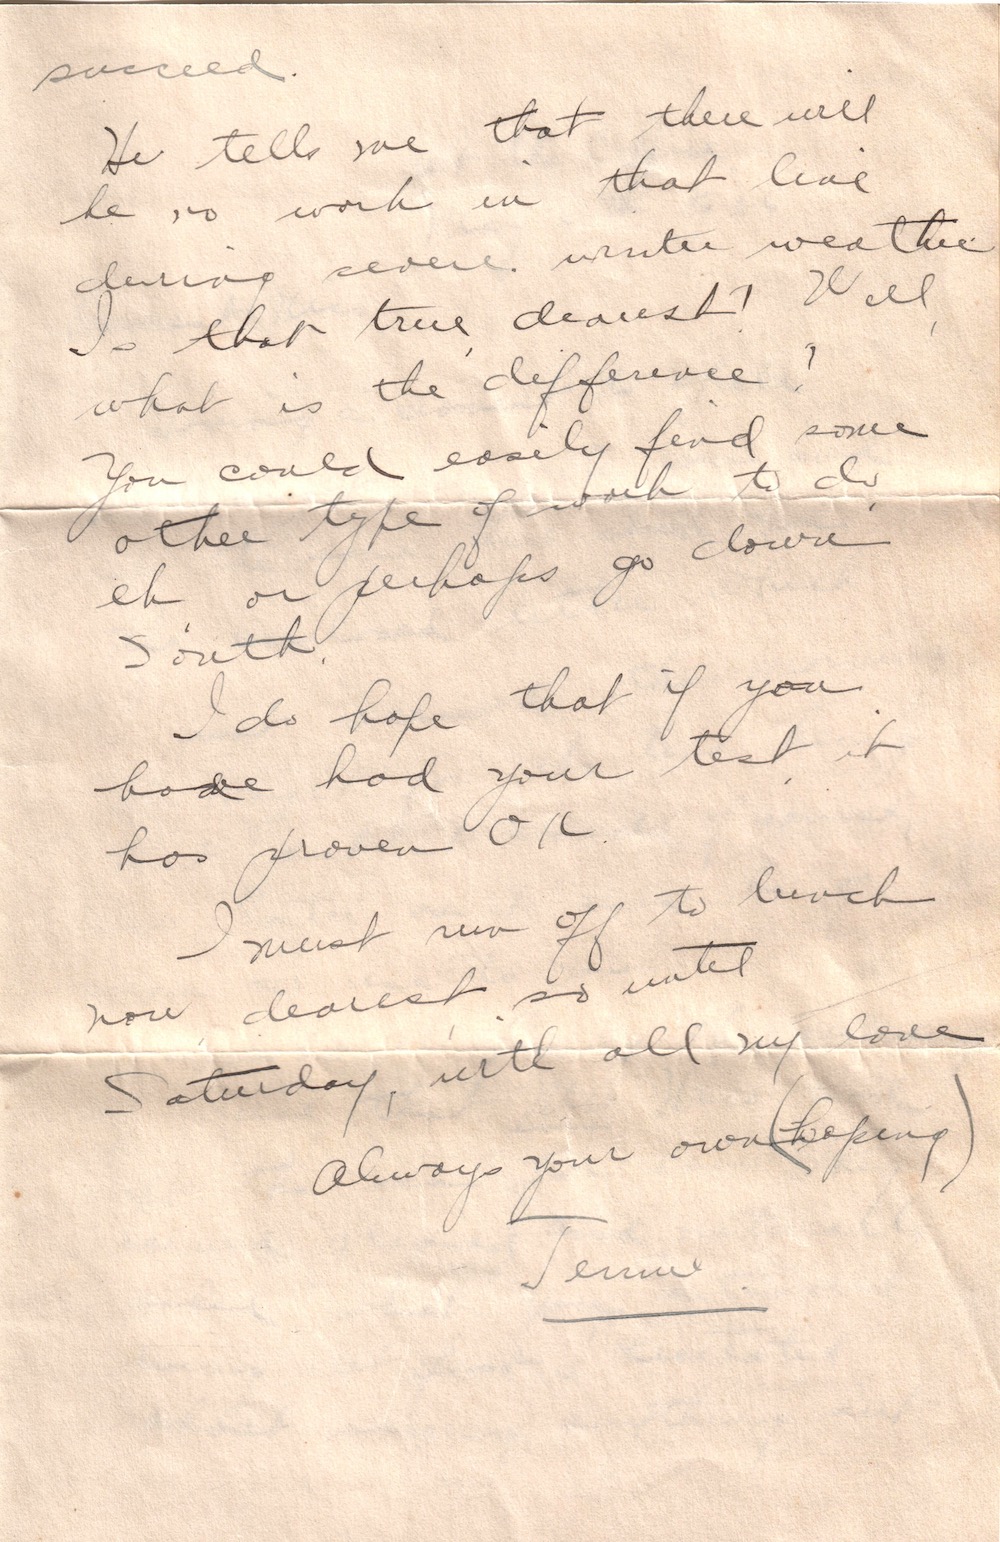 succeed.
He tells me that there will
be no work in that line
during severe winter weather
Is that true, dearest? Well,
what is the difference?
You could easily find some
other type of work to do,
eh or perhaps go down
South.
I do hope that if you
have had your test, it
has proven OK.
I must run off to lunch
now, dearest, so until
Saturday, with all my love
Always your own (hoping)
Jennie